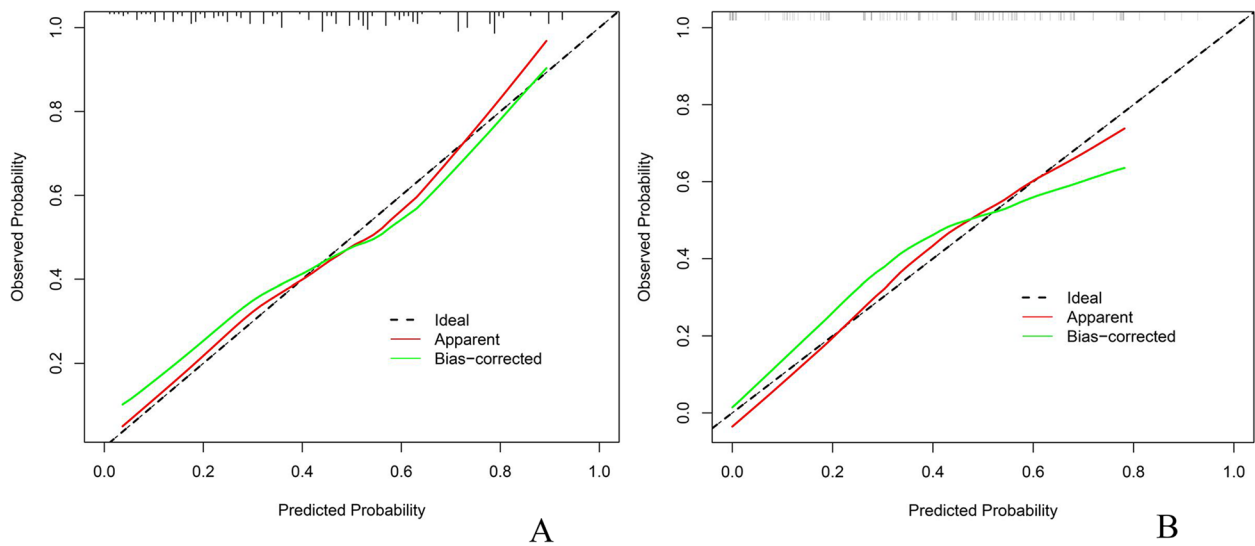 1.0
0.8
0.6
0.4
0.2
Observed Probability
Ideal
Apparent
Bias−corrected
0.0 0.2 0.4 0.6 0.8 1.0
Predicted Probability
A
1.0
0.8
0.6
0.4
0.2
0.0
Observed Probability
Ideal
Apparent
Bias−corrected
0.0 0.2 0.4 0.6 0.8 1.0
Predicted Probability
B